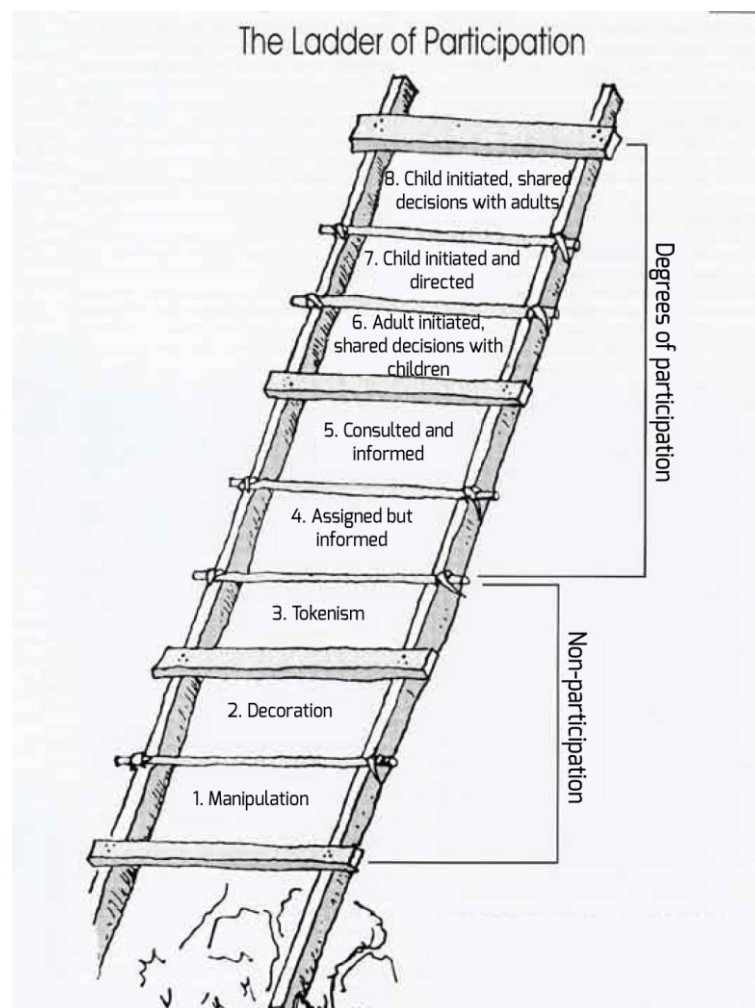 The Ladder of Participation
8. Child initiated, shared
decisions with adults
7. Child initiated and
directed
6. Adult initiated,
shared decisions with
children
5. Consulted and
informed
4. Assigned but
informed
3. Tokenism
2. Decoration
1. Manipulation
Degrees of participation
Non-participation